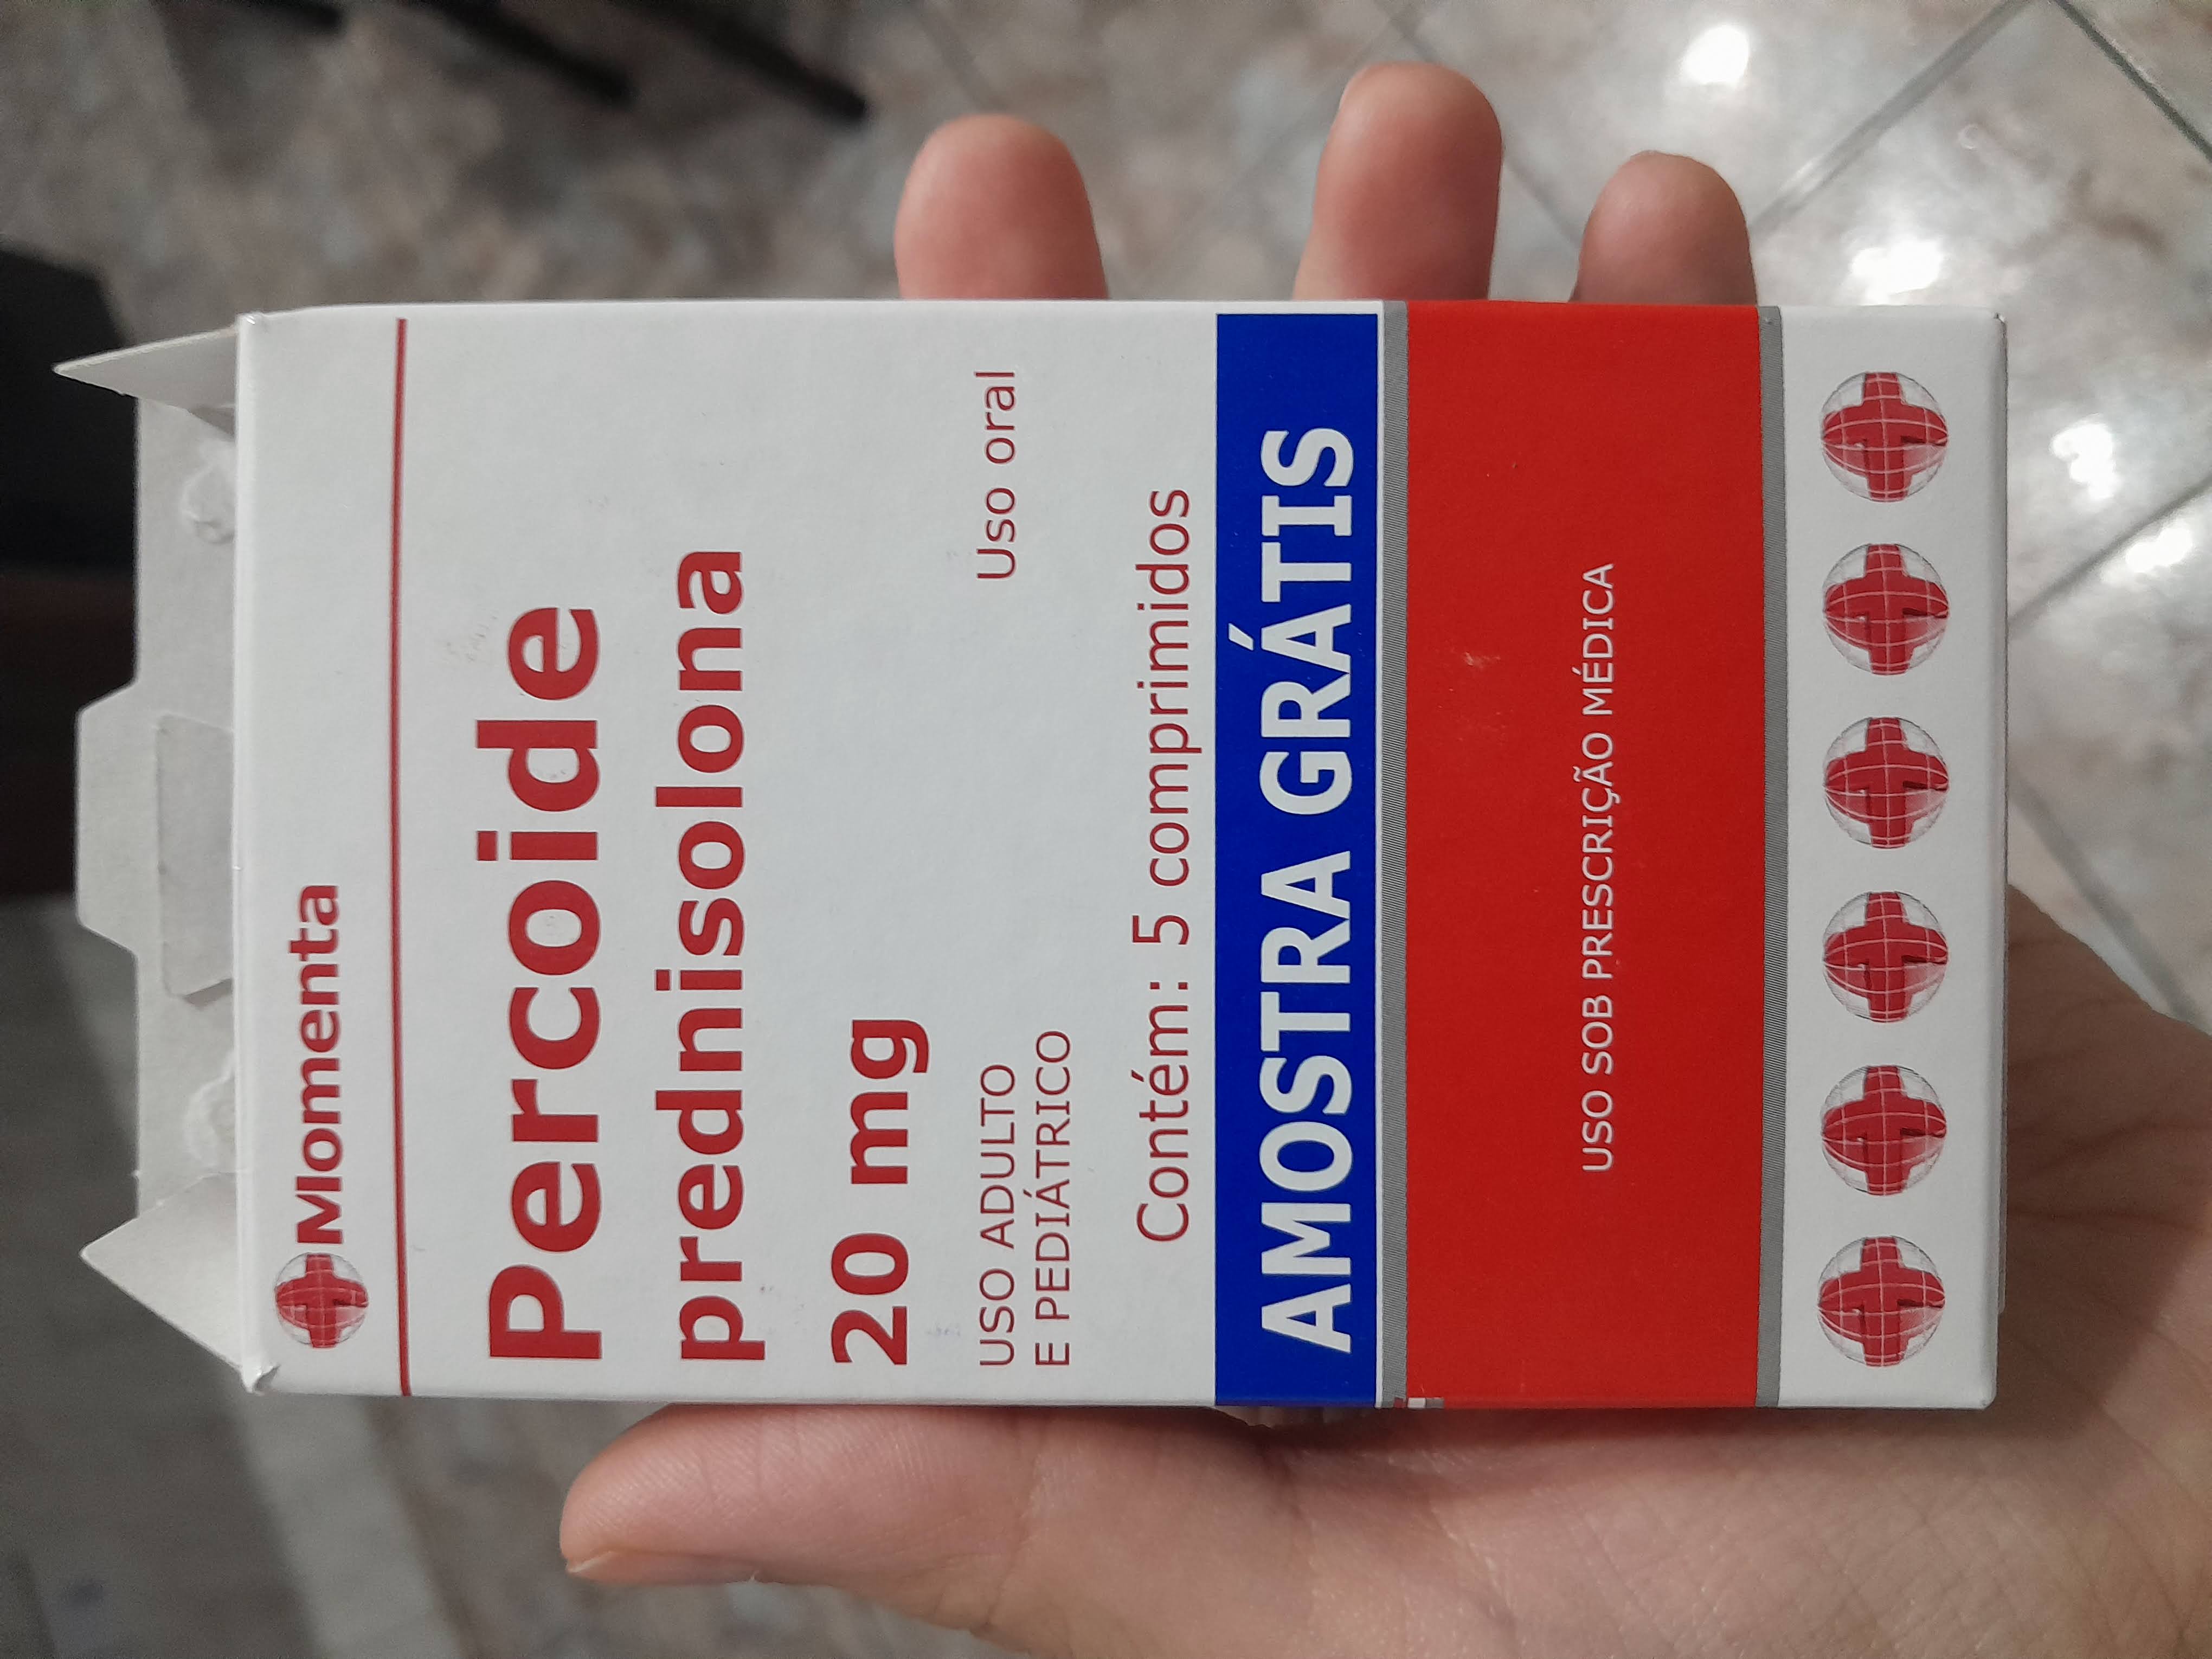 Momenta
Percoide
prednisolona
20 mg
USO ADULTO
E PEDIÁTRICO
Uso oral
Contém: 5 comprimidos
AMOSTRA GRÁTIS
USO SOB PRESCRIÇÃO MÉDICA